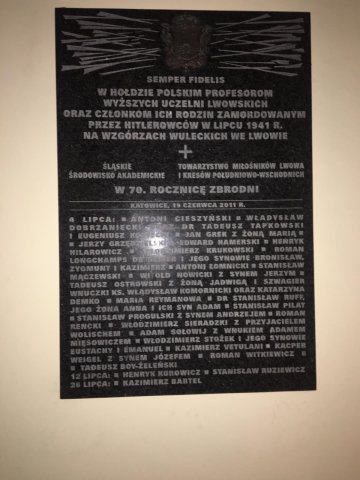 SEMPER FIDELIS
W HOŁDZIE POLSKIM PROFESOROM
WYŻSZYCH UCZELNI LWOWSKICH
ORAZ CZŁONKOM ICH RODZIN ZAMORDOWANYM
PRZEZ HITLEROWCÓW W LIPCU 1941 R.
NA WZGÓRZACH WULECKICH WE LWOWIE
ŚLĄSKIE
ŚRODOWISKO AKADEMICKIE
TOWARZYSTWO MIŁOŚNIKÓW LWOWA
I KRESÓW POŁUDNIOWO-WSCHODNICH
W 70. ROCZNICĘ ZBRODNI
KATOWICE, 19 CZERWCA 2011 R.
4 LIPCA: ▪ ANTONI CIESZYŃSKI ▪ WŁADYSŁAW
DOBRZANIECKI DR TADEUSZ TAPKOWSKI
I EUGENIUSZ ▪ JAN GREK Z ŻONĄ MARIĄ ▪
▪ JERZY EDWARD HAMERSKI ▪ HENRYK
HILAROWICZ KRUKOWSKI ▪ ROMAN
LONGCHAMPS I JEGO SYNOWIE BRONISŁAW,
ZYGMUNT I KAZIMIERZ ▪ ANTONI ŁOMNICKI ▪ STANISŁAW
MĄCZEWSKI ▪ WITOLD NOWICKI Z SYNEM JERZYM ▪
TADEUSZ OSTROWSKI Z ŻONĄ JADWIGĄ I SZWAGIER
WNUCZKI KS. WŁADYSŁAW KOMORNICKI ORAZ KATARZYNA
DEMKO ▪ MARIA REYMANOWA ▪ DR STANISŁAW RUFF,
JEGO ŻONA ANNA I ICH SYN ADAM ▪ STANISŁAW PILAT
▪ STANISŁAW PROGULSKI Z SYNEM ANDRZEJEM ▪ ROMAN
RENCKI ▪ WŁODZIMIERZ SIERADZKI Z PRZYJACIELEM
WOLISCHEM ▪ ADAM SOŁOWIJ Z WNUKIEM ADAMEM
MIĘSOWICZEM ▪ WŁODZIMIERZ STOŻEK I JEGO SYNOWIE
EUSTACHY I EMANUEL ▪ KAZIMIERZ VETULANI ▪ KACPER
WEIGEL Z SYNEM JÓZEFEM ▪ ROMAN WITKIEWICZ ▪
▪ TADEUSZ BOY-ŻELEŃSKI
12 LIPCA: ▪ HENRYK KOROWICZ ▪ STANISŁAW RUZIEWICZ
26 LIPCA: ▪ KAZIMIERZ BARTEL